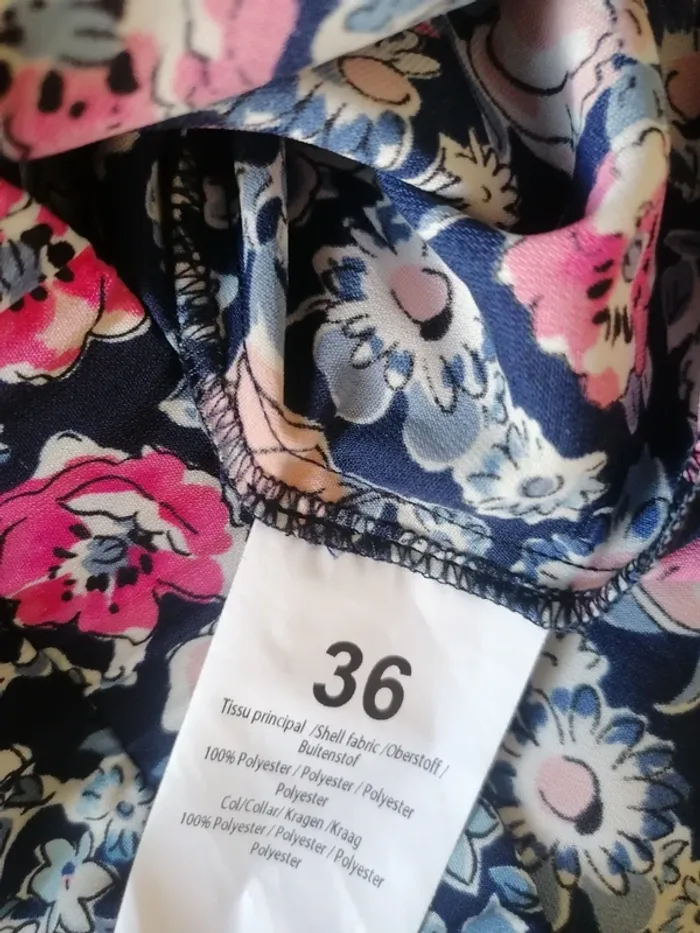 36
Tissu principal /Shell fabric /Oberstoff /
Buitenstof
100% Polyester / Polyester / Polyester
Polyester
Col/Collar/ Kragen /Kraag
100% Polyester / Polyester / Polyester
Polyester